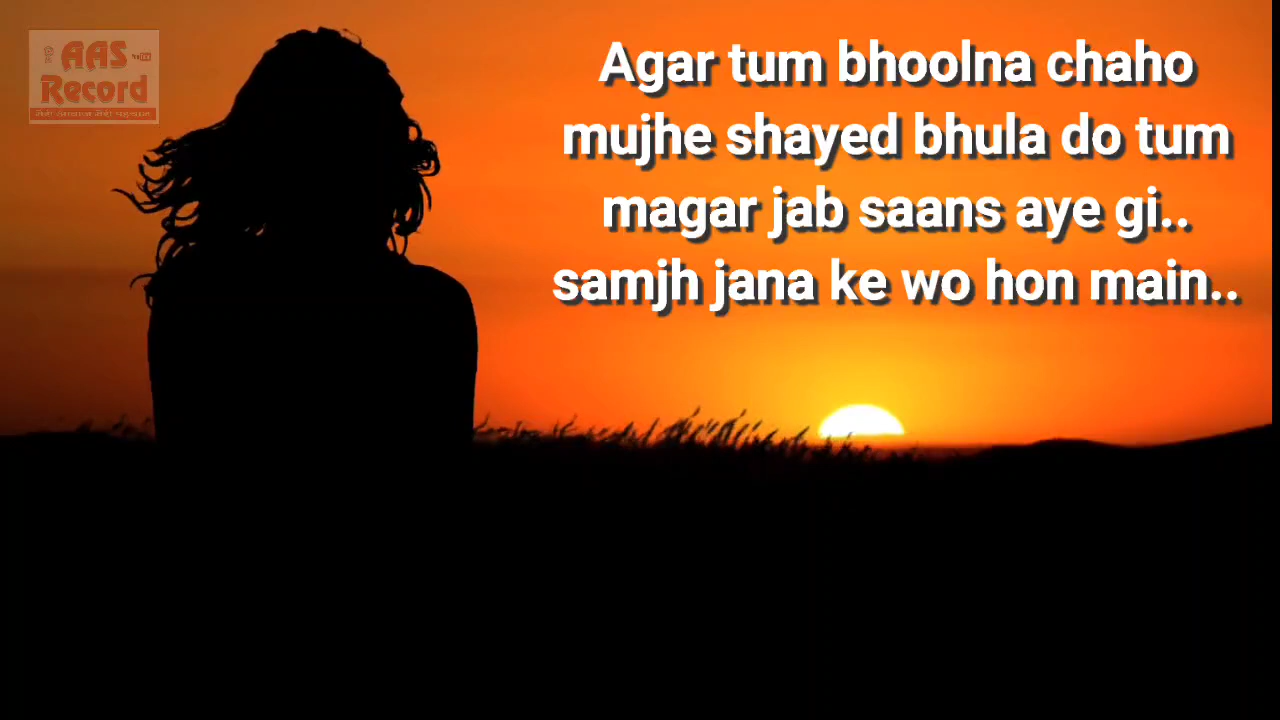 AAS
Record
Agar tum bhoolna chaho
mujhe shayed bhula do tum
magar jab saans aye gi..
samjh jana ke wo hon main..